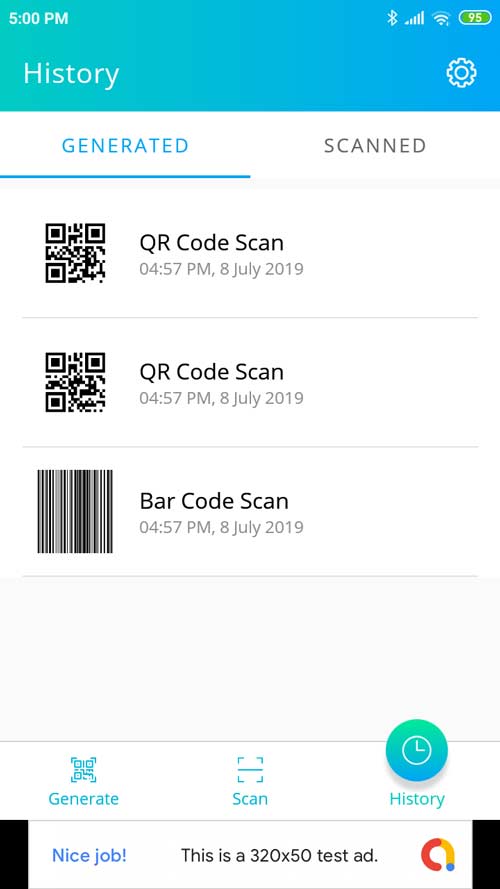 5:00 PM 95
History
GENERATED SCANNED
QR Code Scan
04:57 PM, 8 July 2019
QR Code Scan
04:57 PM, 8 July 2019
Bar Code Scan
04:57 PM, 8 July 2019
Generate Scan History
Nice job! This is a 320x50 test ad.